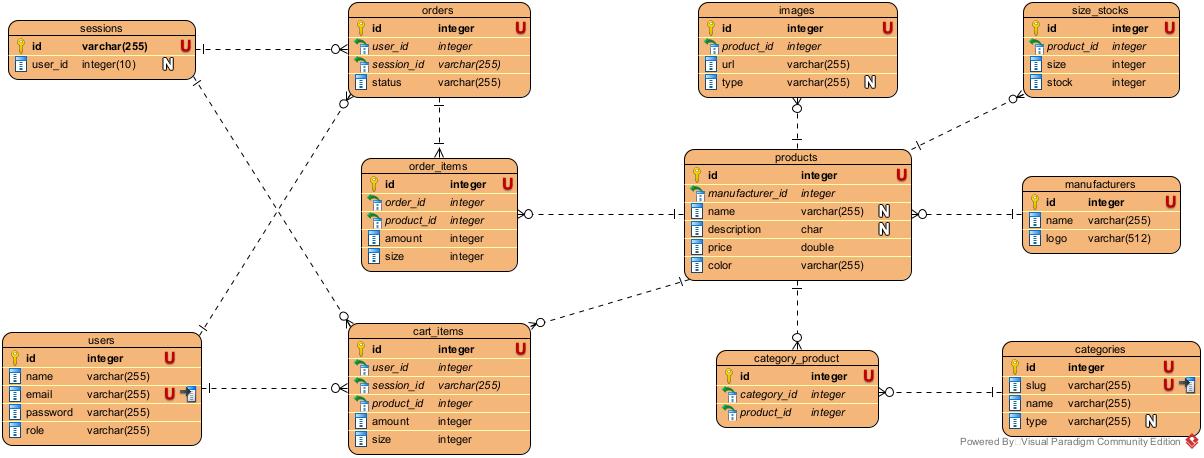 sessions
id varchar(255) U
user_id integer(10) N
orders
id integer U
user_id integer
session_id varchar(255)
status varchar(255)
images
id integer U
product_id integer
url varchar(255)
type varchar(255) N
size_stocks
id integer U
product_id integer
size integer
stock integer
order_items
id integer U
order_id integer
product_id integer
amount integer
size integer
products
id integer U
manufacturer_id integer
name varchar(255) N
description char N
price double
color varchar(255)
manufacturers
id integer U
name varchar(255)
logo varchar(512)
users
id integer U
name varchar(255)
email varchar(255) U
password varchar(255)
role varchar(255)
cart_items
id integer U
user_id integer
session_id varchar(255)
product_id integer
amount integer
size integer
category_product
id integer U
category_id integer
product_id integer
categories
id integer U
slug varchar(255) U
name varchar(255)
type varchar(255) N
Powered By Visual Paradigm Community Edition